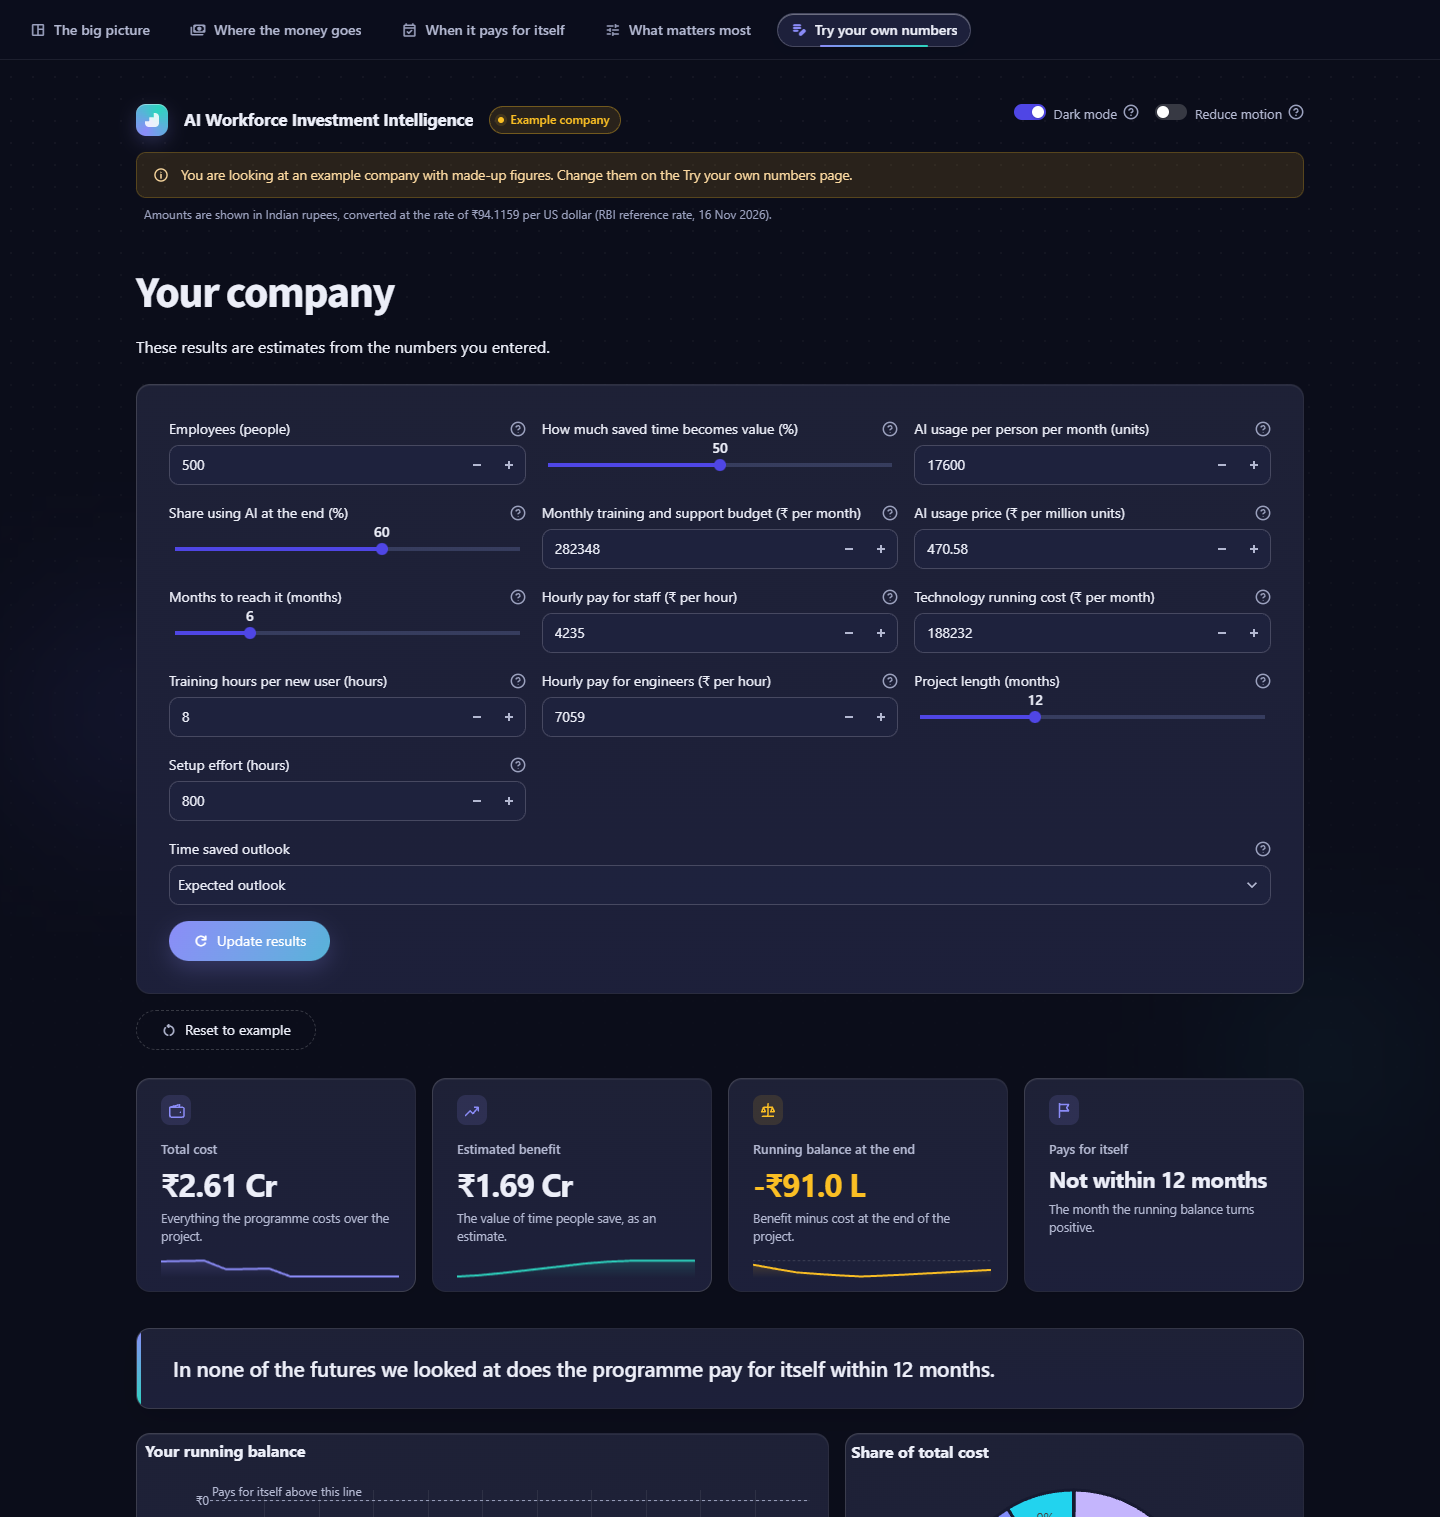 The big picture
Where the money goes
When it pays for itself
What matters most
Try your own numbers
AI Workforce Investment Intelligence
Example company
Dark mode
Reduce motion
You are looking at an example company with made-up figures. Change them on the Try your own numbers page.
Amounts are shown in Indian rupees, converted at the rate of ₹94.1159 per US dollar (RBI reference rate, 16 Nov 2026).
Your company
These results are estimates from the numbers you entered.
Employees (people)
500
How much saved time becomes value (%)
50
AI usage per person per month (units)
17600
Share using AI at the end (%)
60
Monthly training and support budget (₹ per month)
282348
AI usage price (₹ per million units)
470.58
Months to reach it (months)
6
Hourly pay for staff (₹ per hour)
4235
Technology running cost (₹ per month)
188232
Training hours per new user (hours)
8
Hourly pay for engineers (₹ per hour)
7059
Project length (months)
12
Setup effort (hours)
800
Time saved outlook
Expected outlook
Update results
Reset to example
Total cost
₹2.61 Cr
Everything the programme costs over the
project.
Estimated benefit
₹1.69 Cr
The value of time people save, as an
estimate.
Running balance at the end
-₹91.0 L
Benefit minus cost at the end of the
project.
Pays for itself
Not within 12 months
The month the running balance turns
positive.
In none of the futures we looked at does the programme pay for itself within 12 months.
Your running balance
Pays for itself above this line
₹0
Share of total cost